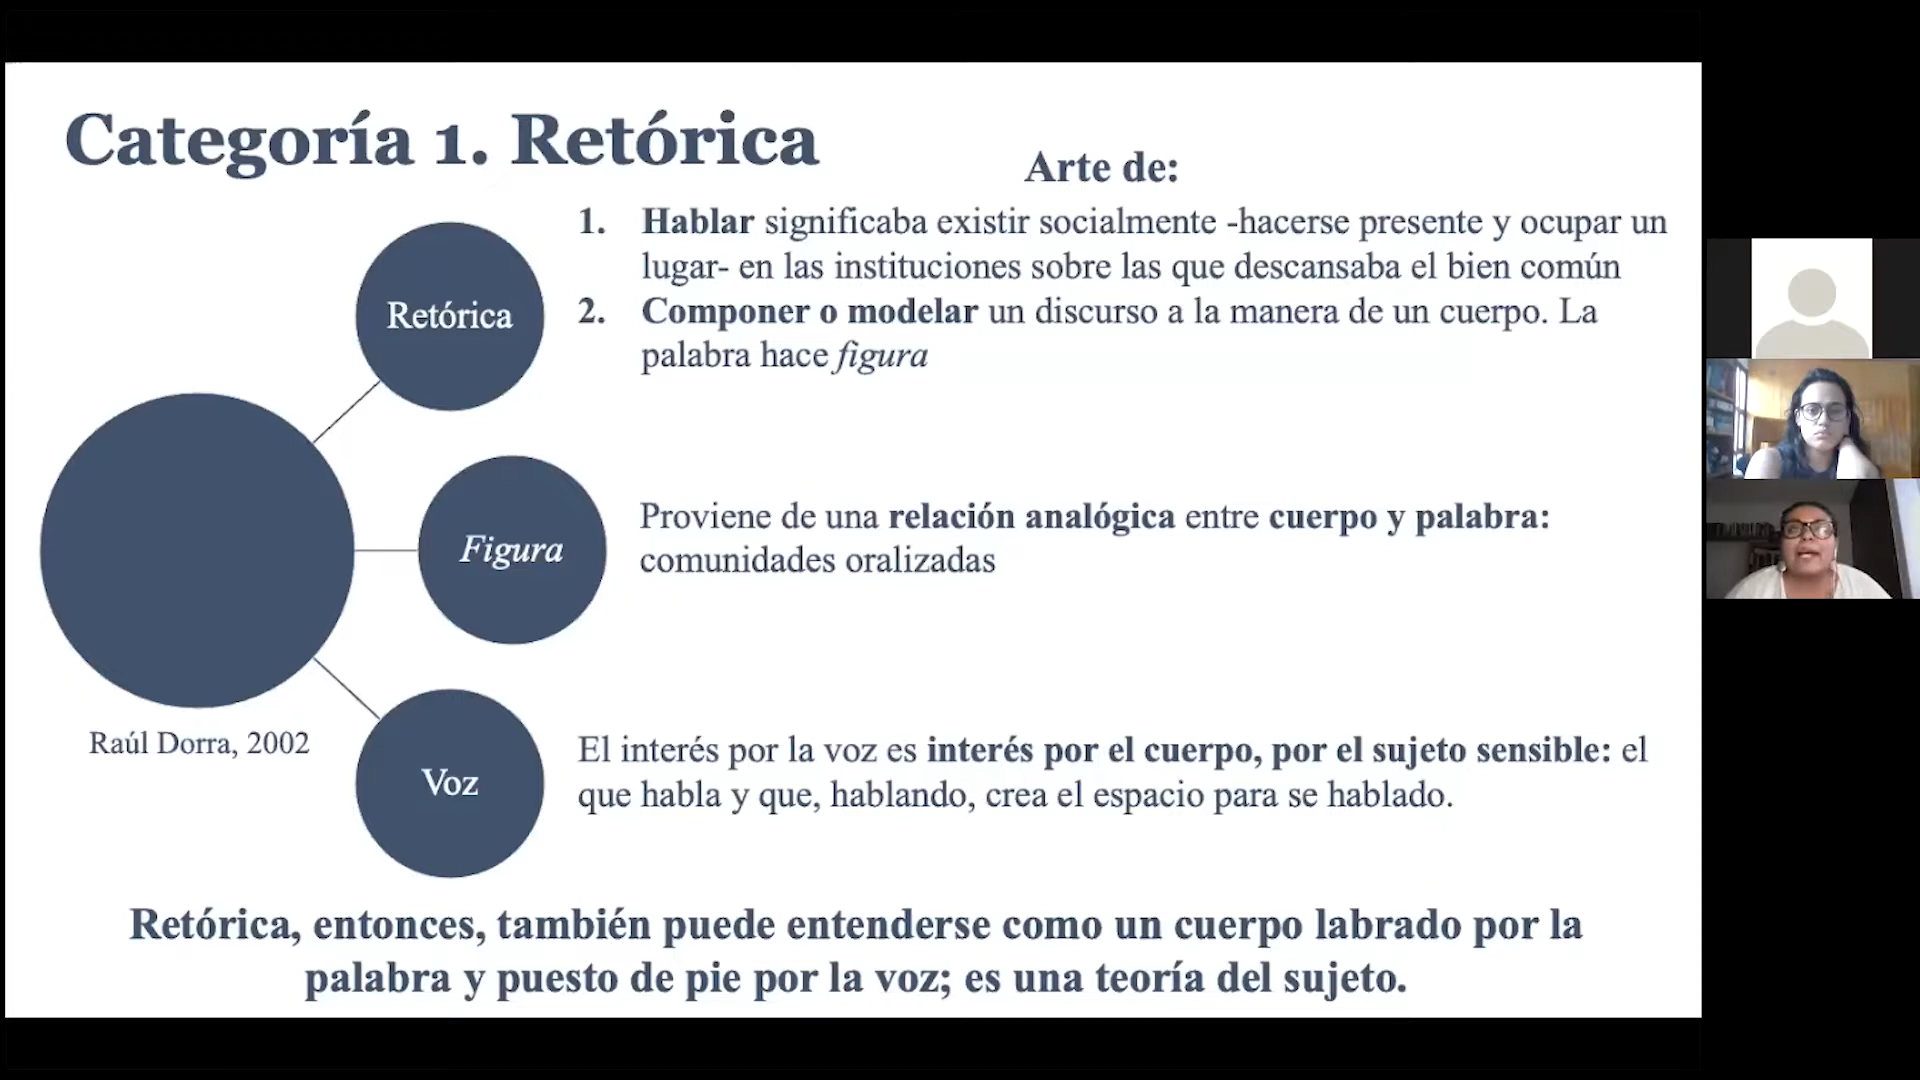 Categoría 1. Retórica
Arte de:
1. Hablar significaba existir socialmente -hacerse presente y ocupar un
lugar- en las instituciones sobre las que descansaba el bien común
2. Componer o modelar un discurso a la manera de un cuerpo. La
palabra hace figura
Retórica
Figura
Proviene de una relación analógica entre cuerpo y palabra:
comunidades oralizadas
Raúl Dorra, 2002
Voz
El interés por la voz es interés por el cuerpo, por el sujeto sensible: el
que habla y que, hablando, crea el espacio para se hablado.
Retórica, entonces, también puede entenderse como un cuerpo labrado por la
palabra y puesto de pie por la voz; es una teoría del sujeto.